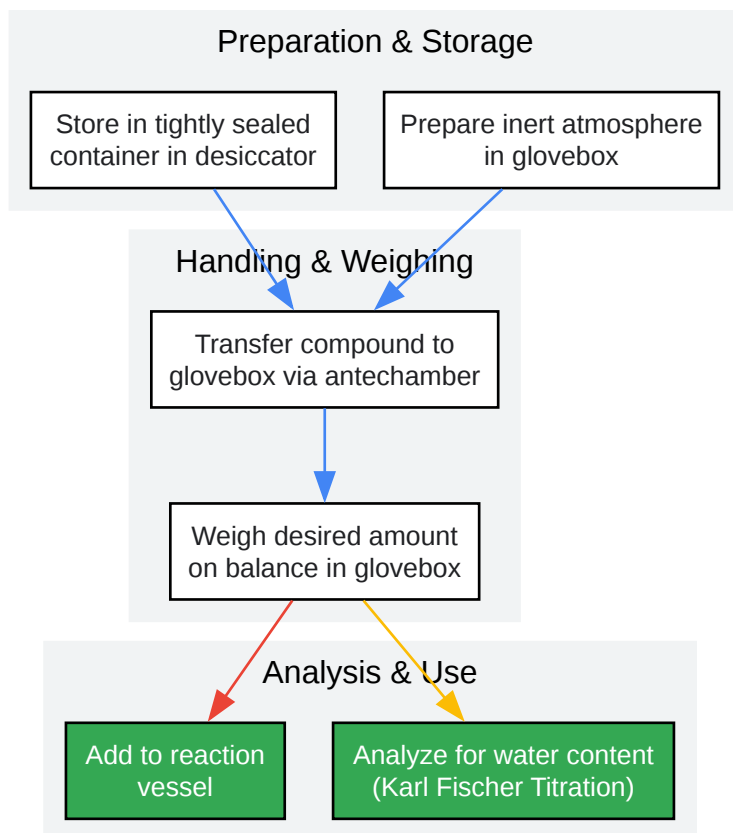 Preparation & Storage
Store in tightly sealed
container in desiccator
Prepare inert atmosphere
in glovebox
Handling & Weighing
Transfer compound to
glovebox via antechamber
Weigh desired amount
on balance in glovebox
Analysis & Use
Add to reaction
vessel
Analyze for water content
(Karl Fischer Titration)